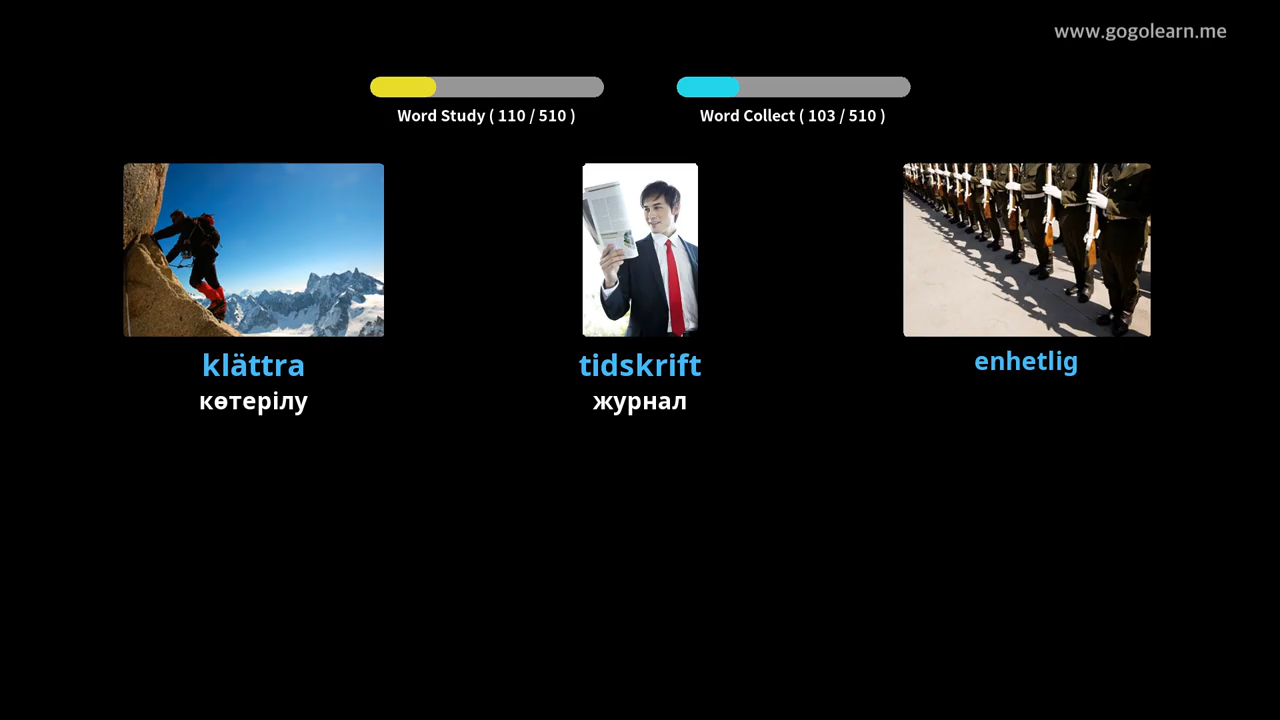 www.gogolearn.me
Word Study ( 110 / 510 )
Word Collect ( 103 / 510 )
klättra
көтерілу
tidskrift
журнал
enhetlig